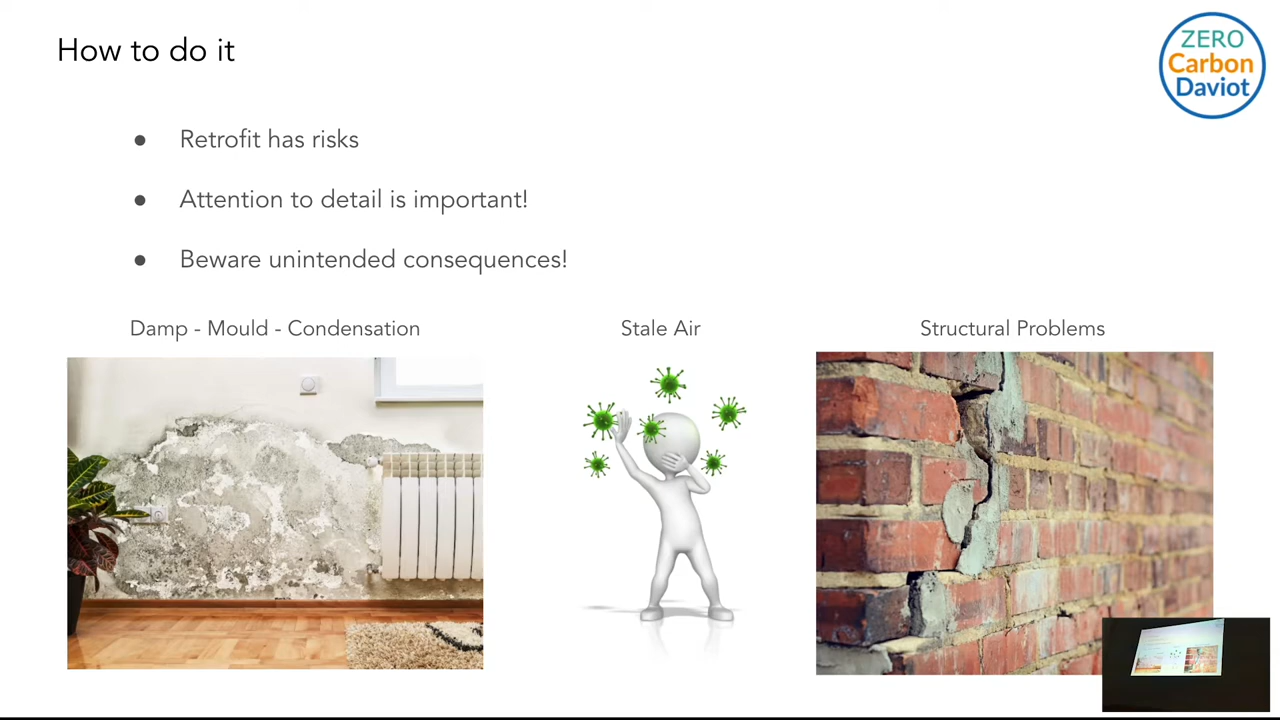 How to do it
ZERO
Carbon
Daviot
Retrofit has risks
Attention to detail is important!
Beware unintended consequences!
Damp - Mould - Condensation
Stale Air
Structural Problems